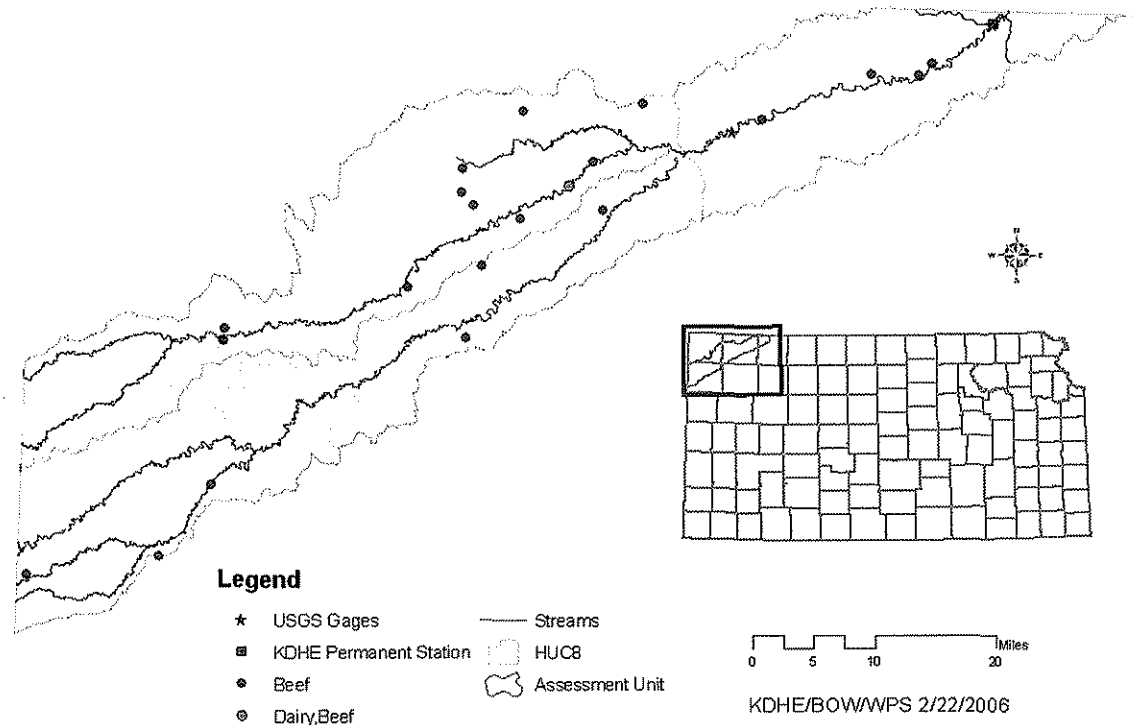 N
W E
S
Legend
USGS Gages
KDHE Permanent Station
Beef
Dairy,Beef
Streams
HUC8
Assessment Unit
0 5 10 20 Miles
KDHE/BOW/WPS 2/22/2006